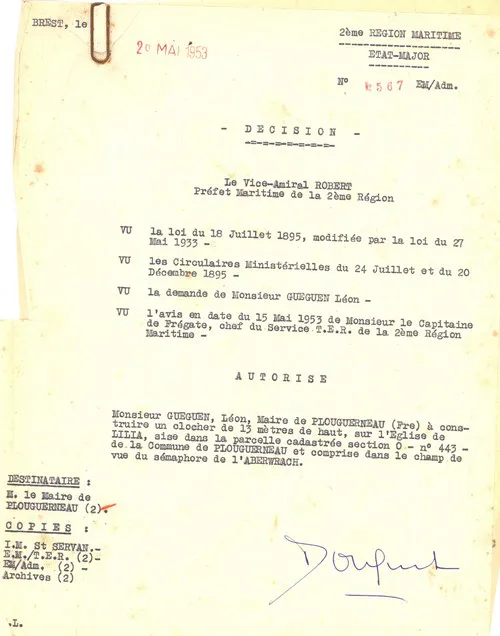 BREST, le
20 MAI 1953
2ème REGION MARITIME
ETAT-MAJOR
N° 567 EM/Adm.
- DECISION -
Le Vice-Amiral ROBERT
Préfet Maritime de la 2ème Région
VU la loi du 18 Juillet 1895, modifiée par la loi du 27
Mai 1933 -
VU les Circulaires Ministérielles du 24 Juillet et du 20
Décembre 1895 -
VU la demande de Monsieur GUEGUEN Léon -
VU l'avis en date du 15 Mai 1953 de Monsieur le Capitaine
de Frégate, chef du Service T.E.R. de la 2ème Région
Maritime -
AUTORISE
Monsieur GUEGUEN, Léon, Maire de PLOUGUERNEAU (Fre) à cons-
truire un clocher de 13 mètres de haut, sur l'Église de
LILIA, sise dans la parcelle cadastrée section O - n° 443 -
de la Commune de PLOUGUERNEAU et comprise dans le champ de
vue du sémaphore de l'ABERWRACH.
DESTINATAIRE :
M. le Maire de
PLOUGUERNEAU (2).
COPIES :
I.M. St SERVAN.-
E.M./T.E.R. (2)-
EM/Adm. (2) -
Archives (2)
.L.